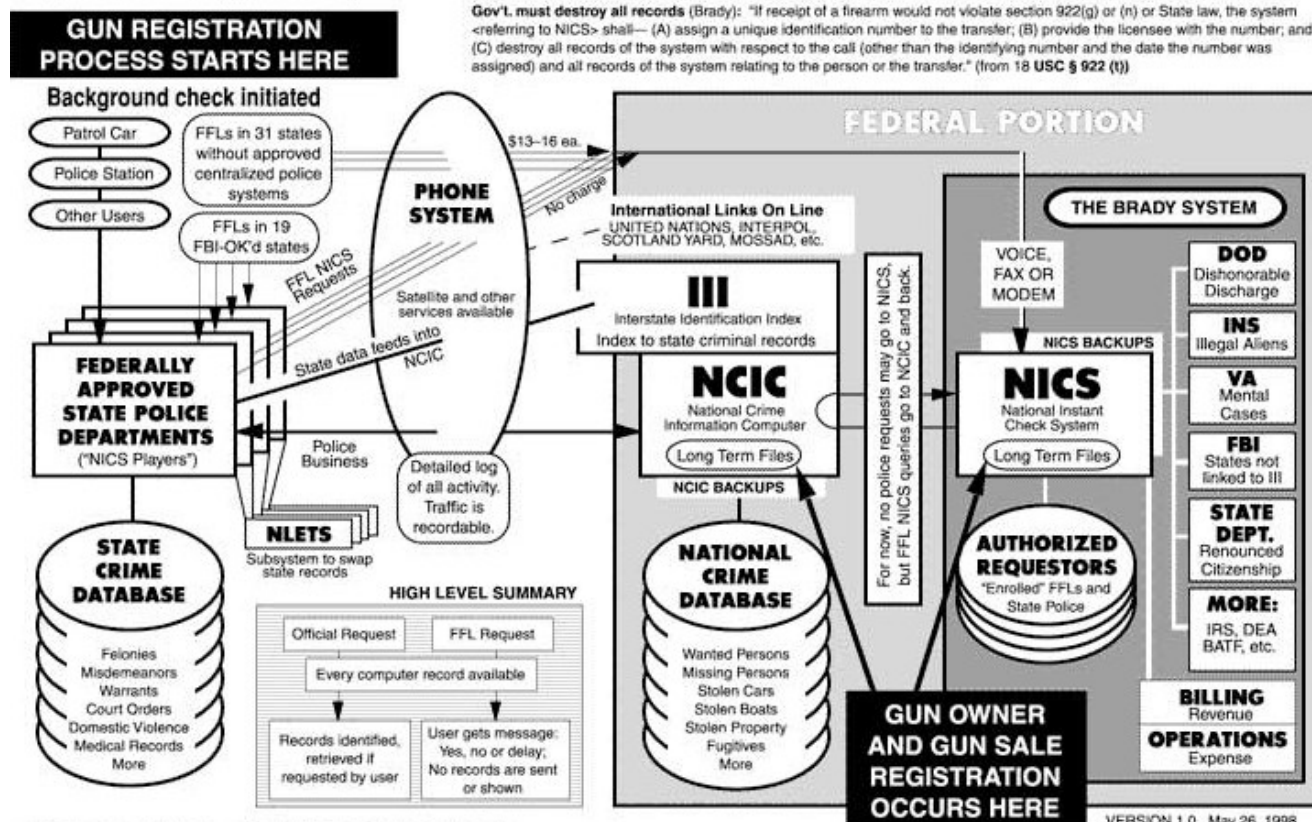 GUN REGISTRATION
PROCESS STARTS HERE
Gov't. must destroy all records (Brady): "If receipt of a firearm would not violate section 922(g) or (n) or State law, the system
<referring to NICS> shall— (A) assign a unique identification number to the transfer; (B) provide the licensee with the number; and
(C) destroy all records of the system with respect to the call (other than the identifying number and the date the number was
assigned) and all records of the system relating to the person or the transfer." (from 18 USC § 922 (t))
Background check initiated
Patrol Car
Police Station
Other Users
FFLs in 31 states
without approved
centralized police
systems
FFLs in 19
FBI-OK'd states
FFL NICS
Requests
PHONE
SYSTEM
Satellite and other
services available
State data feeds into
NCIC
$13–16 ea.
No charge
FEDERAL PORTION
International Links On Line
UNITED NATIONS, INTERPOL,
SCOTLAND YARD, MOSSAD, etc.
III
Interstate Identification Index
Index to state criminal records
NCIC
National Crime
Information Computer
Long Term Files
NCIC BACKUPS
For now, no police requests may go to NICS,
but FFL NICS queries go to NCIC and back.
VOICE,
FAX OR
MODEM
THE BRADY SYSTEM
NICS BACKUPS
NICS
National Instant
Check System
Long Term Files
DOD
Dishonorable
Discharge
INS
Illegal Aliens
VA
Mental
Cases
FBI
States not
linked to III
STATE
DEPT.
Renounced
Citizenship
MORE:
IRS, DEA
BATF, etc.
BILLING
Revenue
OPERATIONS
Expense
AUTHORIZED
REQUESTORS
"Enrolled" FFLs and
State Police
FEDERALLY
APPROVED
STATE POLICE
DEPARTMENTS
("NICS Players")
Police
Business
Detailed log
of all activity.
Traffic is
recordable.
NLETS
Subsystem to swap
state records
STATE
CRIME
DATABASE
Felonies
Misdemeanors
Warrants
Court Orders
Domestic Violence
Medical Records
More
HIGH LEVEL SUMMARY
Official Request
FFL Request
Every computer record available
Records identified,
retrieved if
requested by user
User gets message:
Yes, no or delay;
No records are sent
or shown
NATIONAL
CRIME
DATABASE
Wanted Persons
Missing Persons
Stolen Cars
Stolen Boats
Stolen Property
Fugitives
More
GUN OWNER
AND GUN SALE
REGISTRATION
OCCURS HERE
VERSION 1.0 May 26, 1998